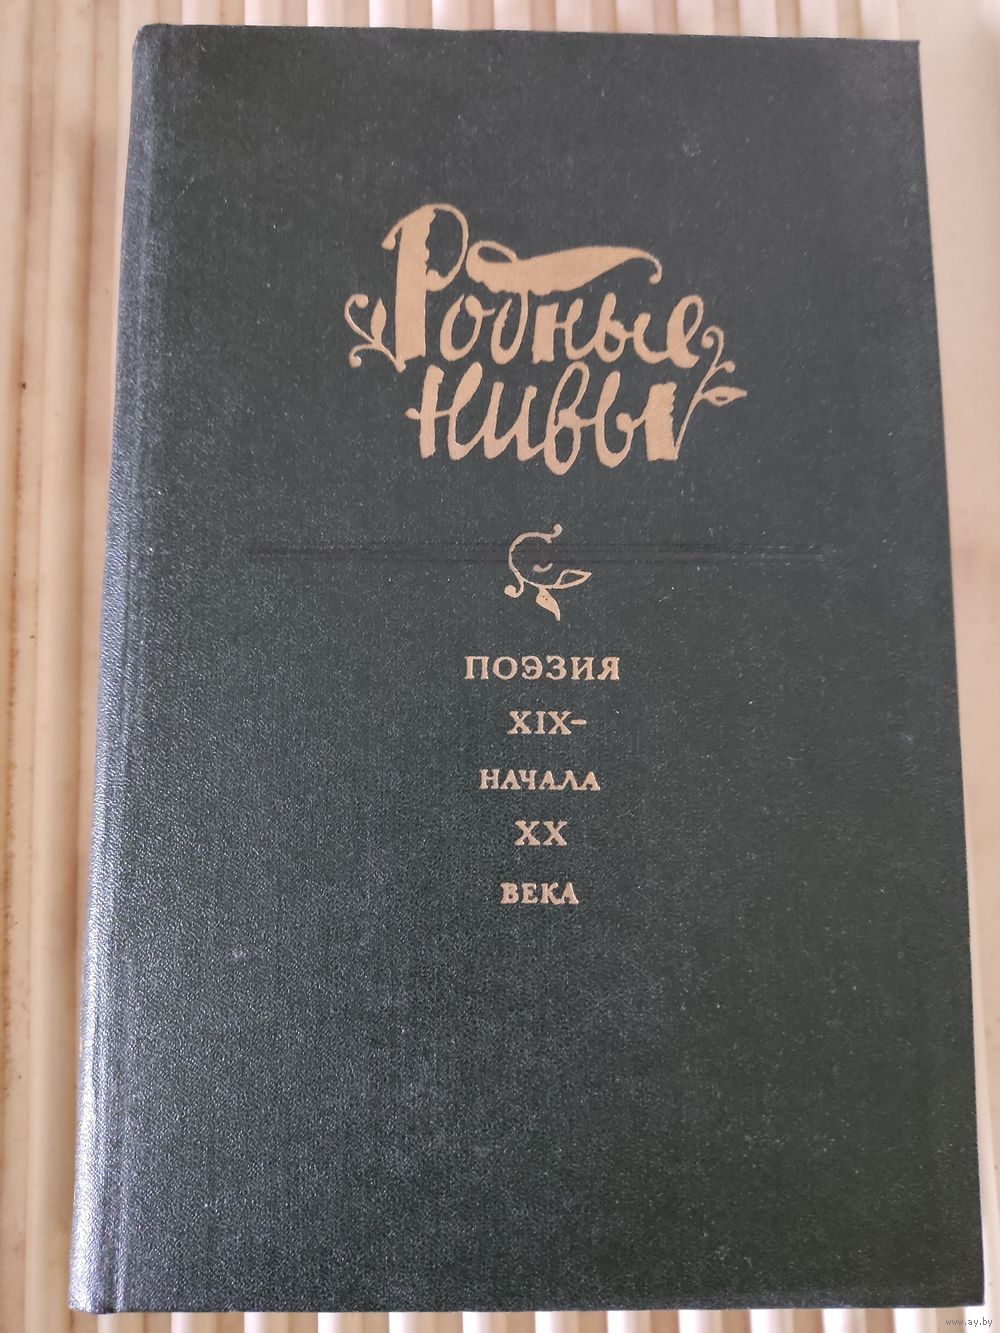 Родные
нивы
ПОЭЗИЯ
XIX-
НАЧАЛА
XX
ВЕКА
www.ay.by